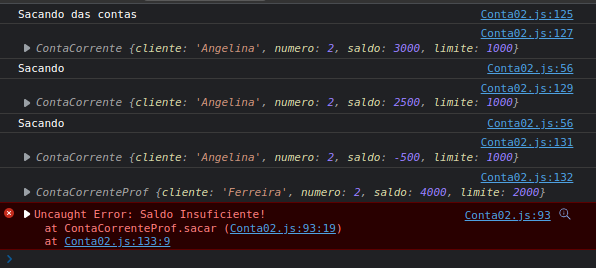 Sacando das contas Conta02.js:125
Conta02.js:127
ContaCorrente {cliente: 'Angelina', numero: 2, saldo: 3000, limite: 1000}
Sacando Conta02.js:56
Conta02.js:129
ContaCorrente {cliente: 'Angelina', numero: 2, saldo: 2500, limite: 1000}
Sacando Conta02.js:56
Conta02.js:131
ContaCorrente {cliente: 'Angelina', numero: 2, saldo: -500, limite: 1000}
Conta02.js:132
ContaCorrenteProf {cliente: 'Ferreira', numero: 2, saldo: 4000, limite: 2000}
Uncaught Error: Saldo Insuficiente! Conta02.js:93
at ContaCorrenteProf.sacar (Conta02.js:93:19)
at Conta02.js:133:9